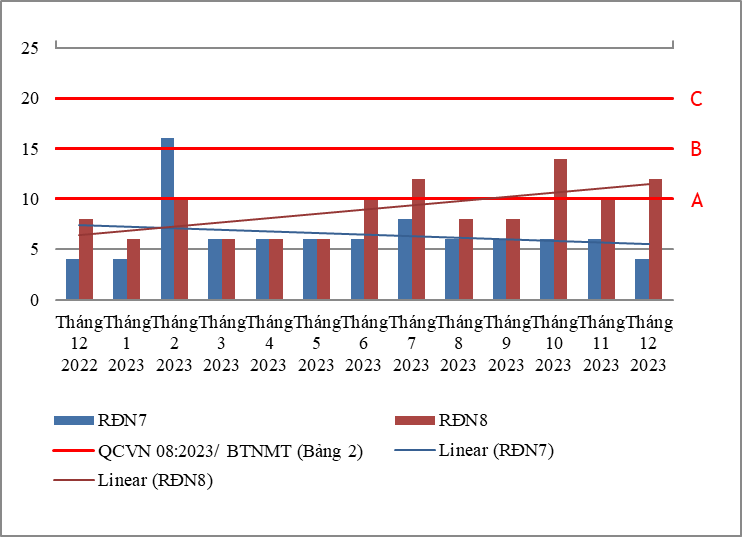 25
20
C
15
B
10
A
5
0
Tháng Tháng Tháng Tháng Tháng Tháng Tháng Tháng Tháng Tháng Tháng Tháng Tháng
12 1 2 3 4 5 6 7 8 9 10 11 12
2022 2023 2023 2023 2023 2023 2023 2023 2023 2023 2023 2023 2023
RĐN7 RĐN8
QCVN 08:2023/ BTNMT (Bảng 2) Linear (RĐN7)
Linear (RĐN8)